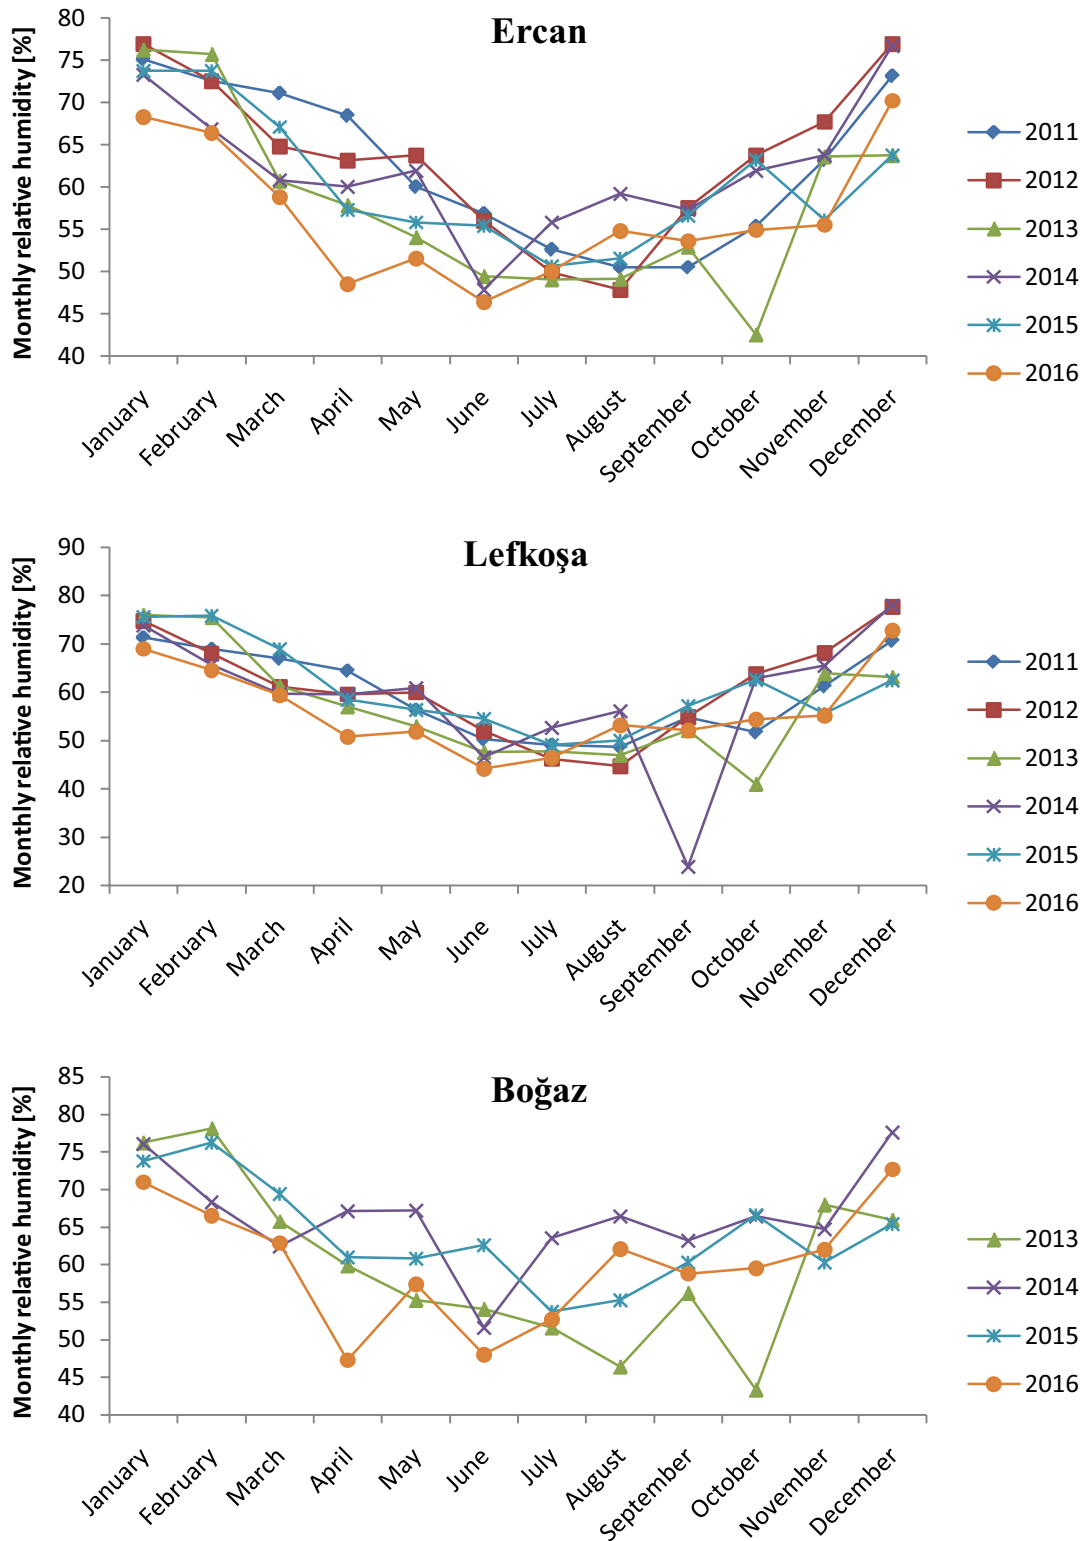 Ercan
Monthly relative humidity [%]
80
75
70
65
60
55
50
45
40
January
February
March
April
May
June
July
August
September
October
November
December
2011
2012
2013
2014
2015
2016
Lefkoşa
Monthly relative humidity [%]
90
80
70
60
50
40
30
20
January
February
March
April
May
June
July
August
September
October
November
December
2011
2012
2013
2014
2015
2016
Boğaz
Monthly relative humidity [%]
85
80
75
70
65
60
55
50
45
40
January
February
March
April
May
June
July
August
September
October
November
December
2013
2014
2015
2016